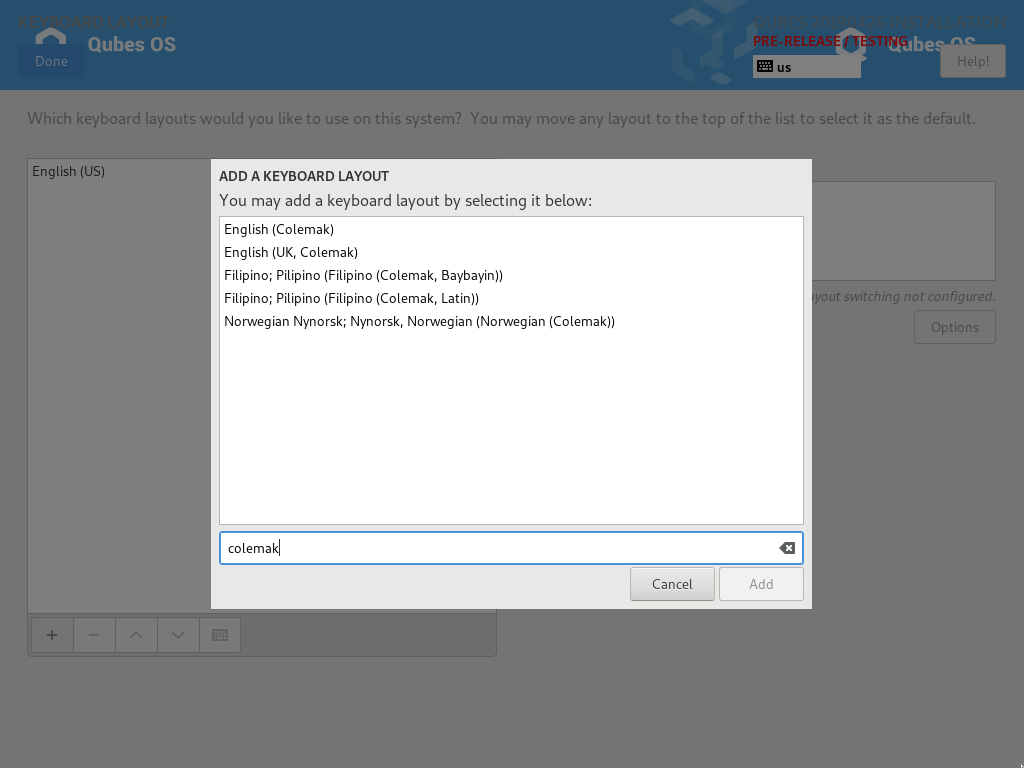 KEYBOARD LAYOUT
Qubes OS
Done
PRE-RELEASE / TESTING
Qubes OS
us
Help!
Which keyboard layouts would you like to use on this system? You may move any layout to the top of the list to select it as the default.
English (US)
ADD A KEYBOARD LAYOUT
You may add a keyboard layout by selecting it below:
English (Colemak)
English (UK, Colemak)
Filipino; Pilipino (Filipino (Colemak, Baybayin))
Filipino; Pilipino (Filipino (Colemak, Latin))
Norwegian Nynorsk; Nynorsk, Norwegian (Norwegian (Colemak))
switching not configured.
Options
colemak
Cancel
Add